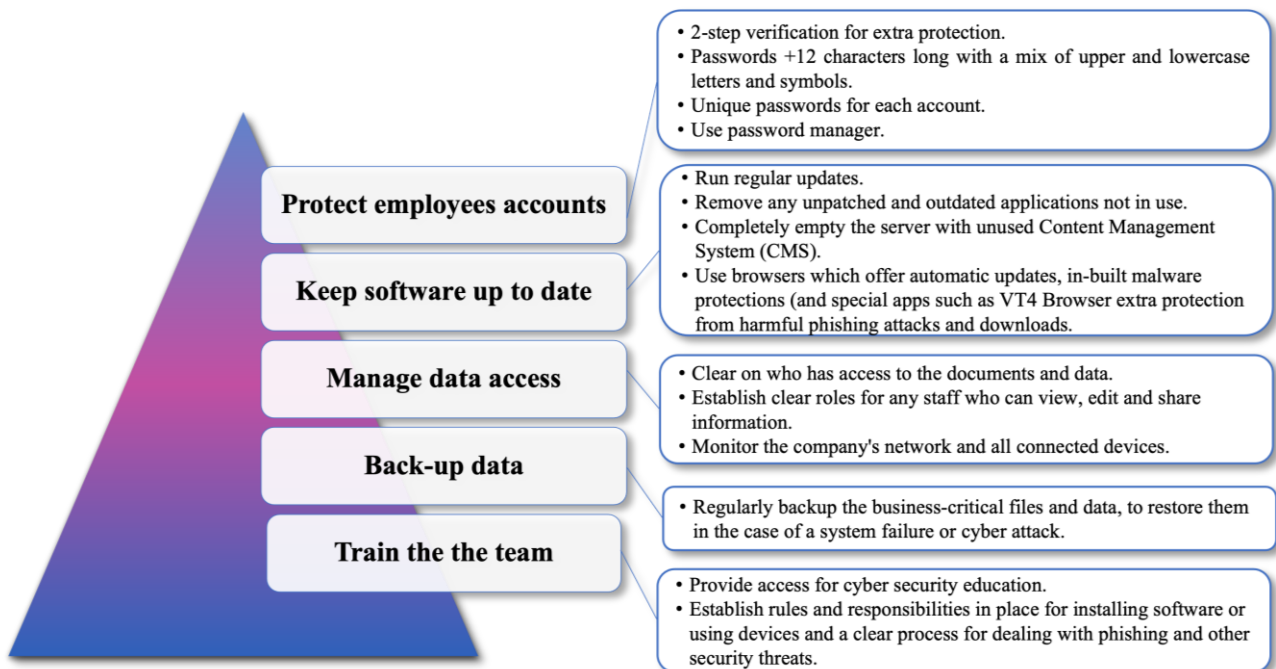 • 2-step verification for extra protection.
• Passwords +12 characters long with a mix of upper and lowercase
letters and symbols.
• Unique passwords for each account.
• Use password manager.
Protect employees accounts
• Run regular updates.
• Remove any unpatched and outdated applications not in use.
• Completely empty the server with unused Content Management
System (CMS).
• Use browsers which offer automatic updates, in-built malware
protections (and special apps such as VT4 Browser extra protection
from harmful phishing attacks and downloads.
Keep software up to date
• Clear on who has access to the documents and data.
• Establish clear roles for any staff who can view, edit and share
information.
• Monitor the company's network and all connected devices.
Manage data access
• Regularly backup the business-critical files and data, to restore them
in the case of a system failure or cyber attack.
Back-up data
• Provide access for cyber security education.
• Establish rules and responsibilities in place for installing software or
using devices and a clear process for dealing with phishing and other
security threats.
Train the the team